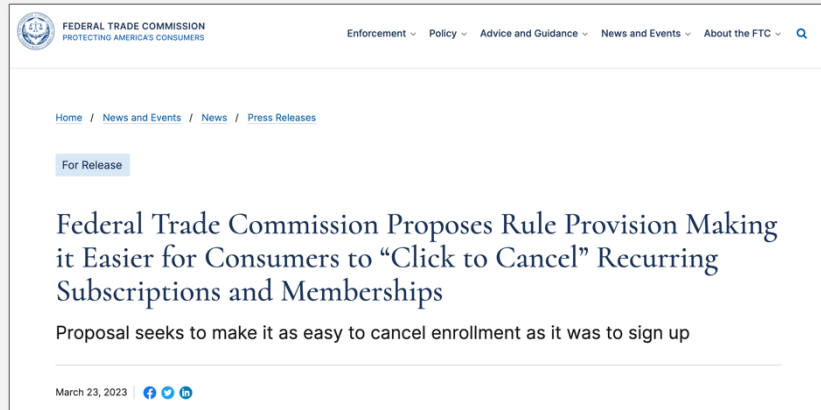 FEDERAL TRADE COMMISSION
PROTECTING AMERICA'S CONSUMERS
Enforcement Policy Advice and Guidance News and Events About the FTC
Home / News and Events / News / Press Releases
For Release
Federal Trade Commission Proposes Rule Provision Making
it Easier for Consumers to “Click to Cancel” Recurring
Subscriptions and Memberships
Proposal seeks to make it as easy to cancel enrollment as it was to sign up
March 23, 2023